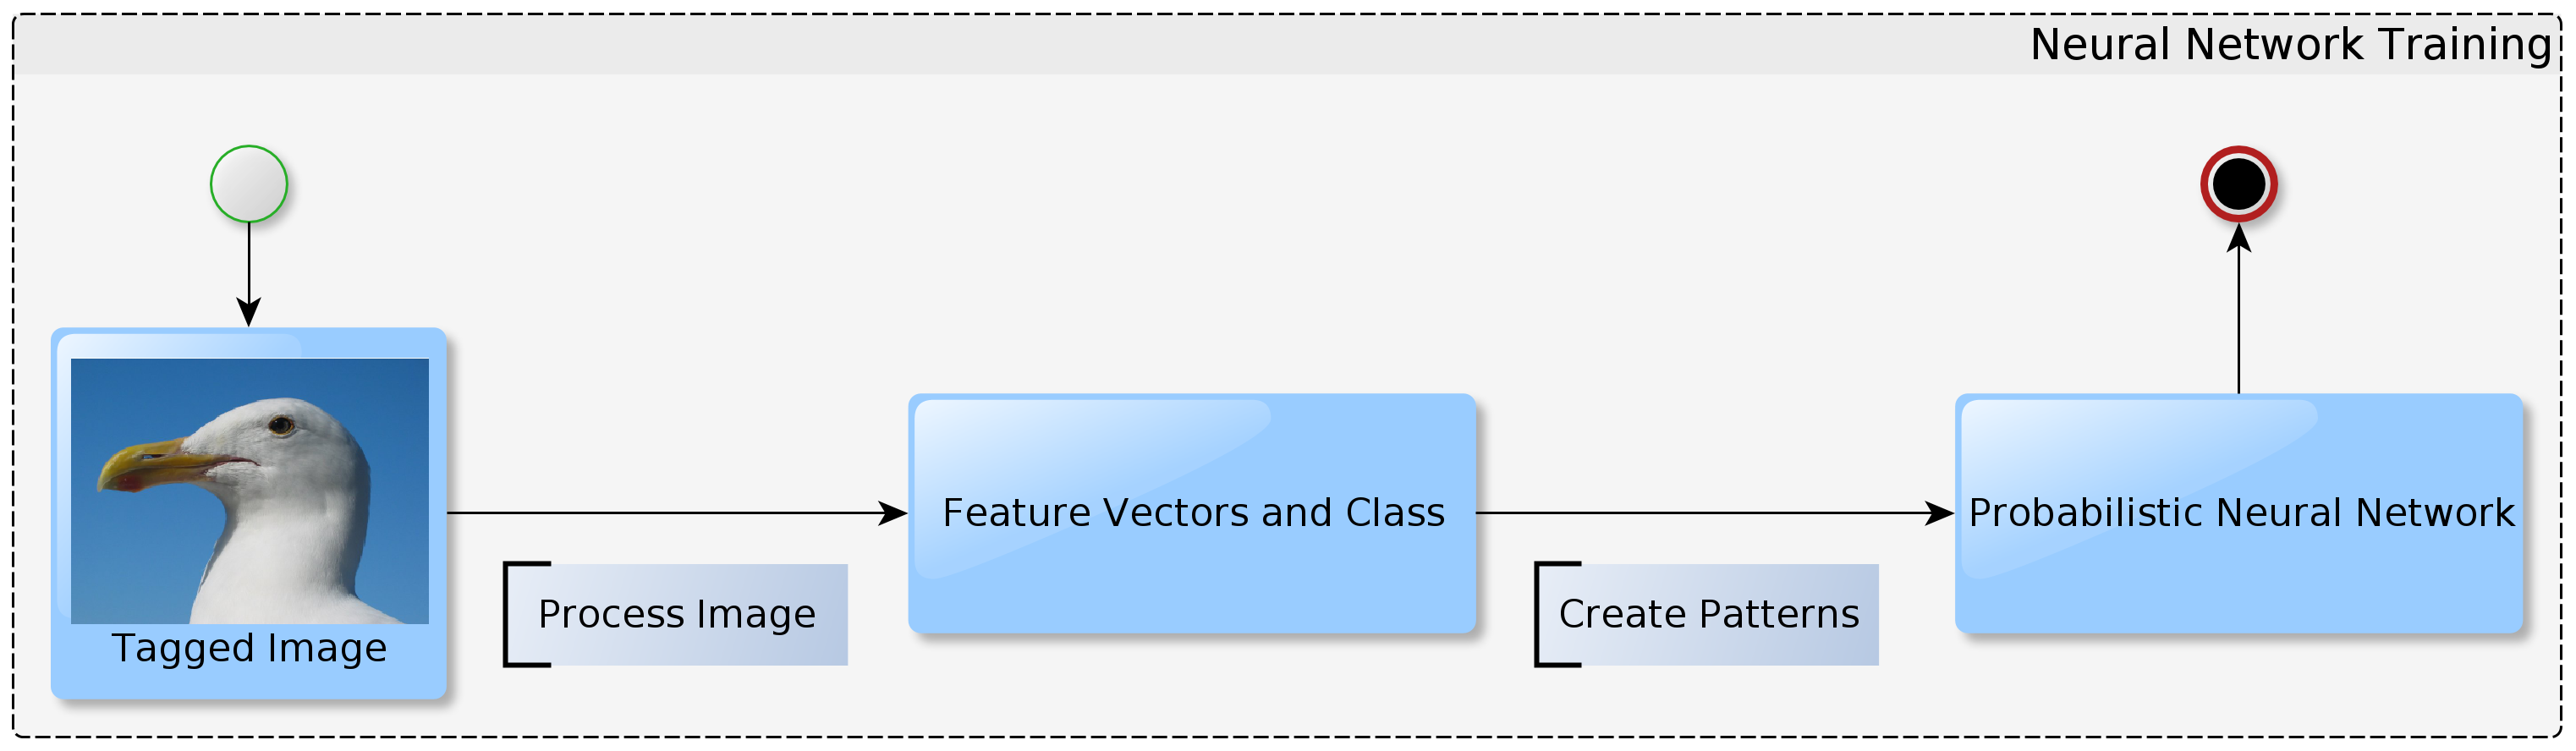 Neural Network Training
Tagged Image
Process Image
Feature Vectors and Class
Create Patterns
Probabilistic Neural Network